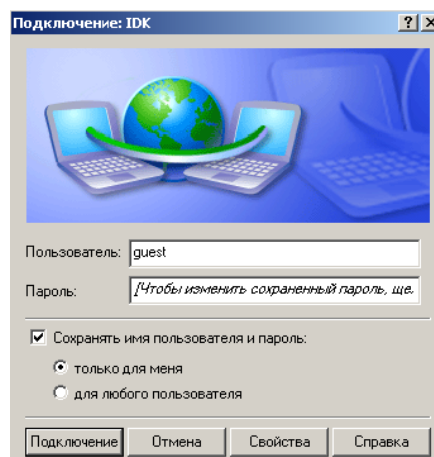 Подключение: IDK
Пользователь: guest
Пароль: [Чтобы изменить сохраненный пароль, ще.
Сохранять имя пользователя и пароль:
только для меня
для любого пользователя
Подключение Отмена Свойства Справка